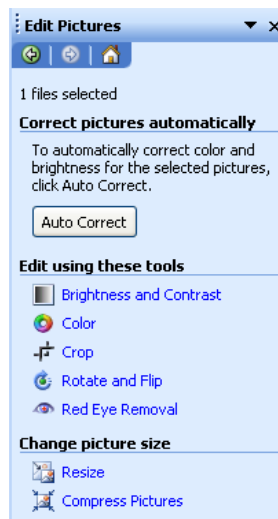 Edit Pictures
1 files selected
Correct pictures automatically
To automatically correct color and
brightness for the selected pictures,
click Auto Correct.
Auto Correct
Edit using these tools
Brightness and Contrast
Color
Crop
Rotate and Flip
Red Eye Removal
Change picture size
Resize
Compress Pictures